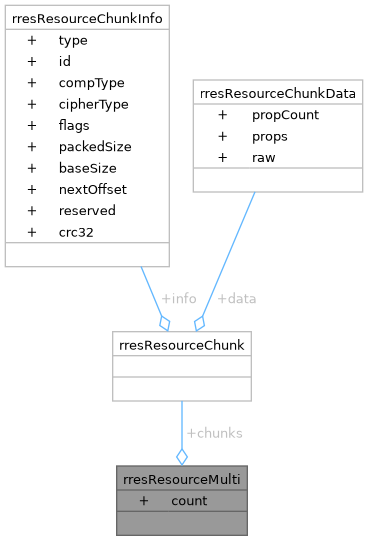 rresResourceChunkInfo
+ type
+ id
+ compType
+ cipherType
+ flags
+ packedSize
+ baseSize
+ nextOffset
+ reserved
+ crc32
rresResourceChunkData
+ propCount
+ props
+ raw
+info
+data
rresResourceChunk
+chunks
rresResourceMulti
+ count